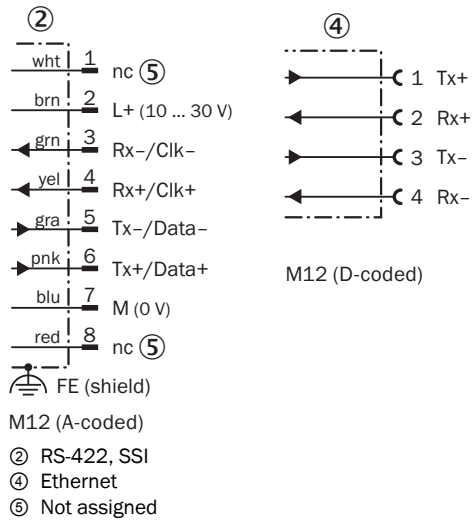 ②
wht 1 nc ⑤
brn 2 L+ (10 ... 30 V)
grn 3 Rx–/Clk–
yel 4 Rx+/Clk+
gra 5 Tx–/Data–
pnk 6 Tx+/Data+
blu 7 M (0 V)
red 8 nc ⑤
FE (shield)
M12 (A-coded)
④
1 Tx+
2 Rx+
3 Tx–
4 Rx–
M12 (D-coded)
② RS-422, SSI
④ Ethernet
⑤ Not assigned